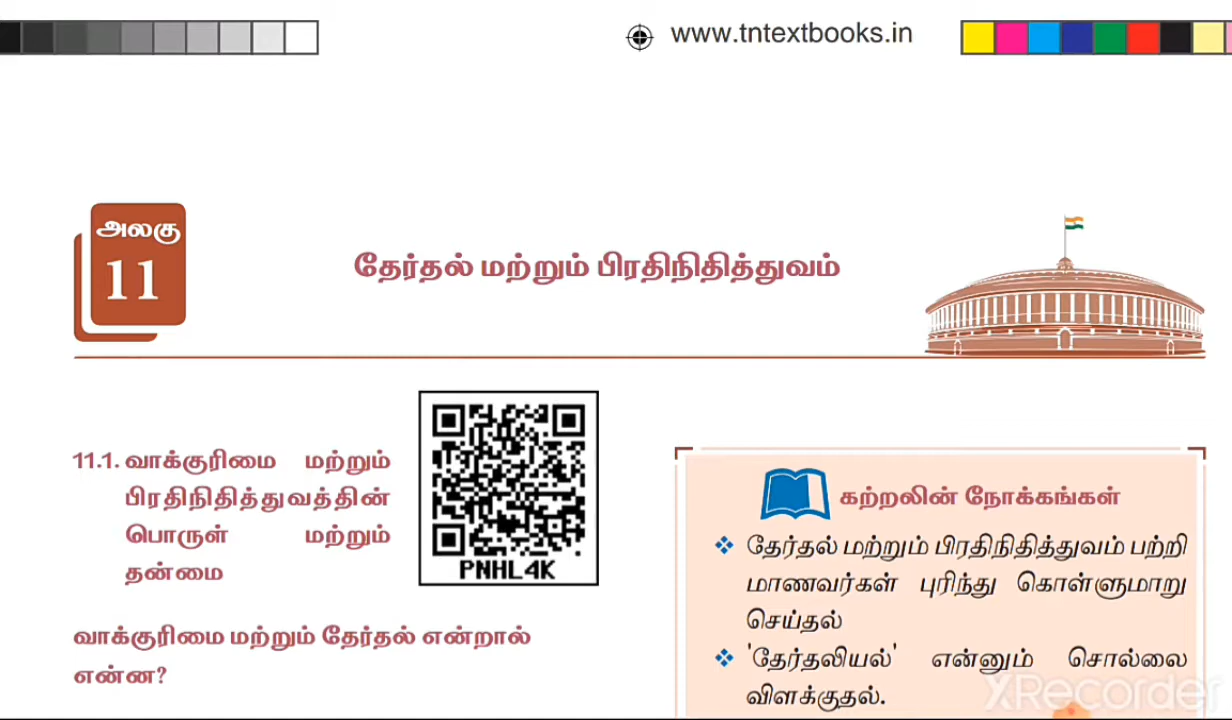 www.tntextbooks.in
அலகு
11
தேர்தல் மற்றும் பிரதிநிதித்துவம்
11.1. வாக்குரிமை மற்றும்
பிரதிநிதித்துவத்தின்
பொருள் மற்றும்
தன்மை
PNHL4K
வாக்குரிமை மற்றும் தேர்தல் என்றால்
என்ன?
கற்றலின் நோக்கங்கள்
❖ தேர்தல் மற்றும் பிரதிநிதித்துவம் பற்றி
மாணவர்கள் புரிந்து கொள்ளுமாறு
செய்தல்
❖ 'தேர்தலியல்' என்னும் சொல்லை
விளக்குதல்.
XRecorder